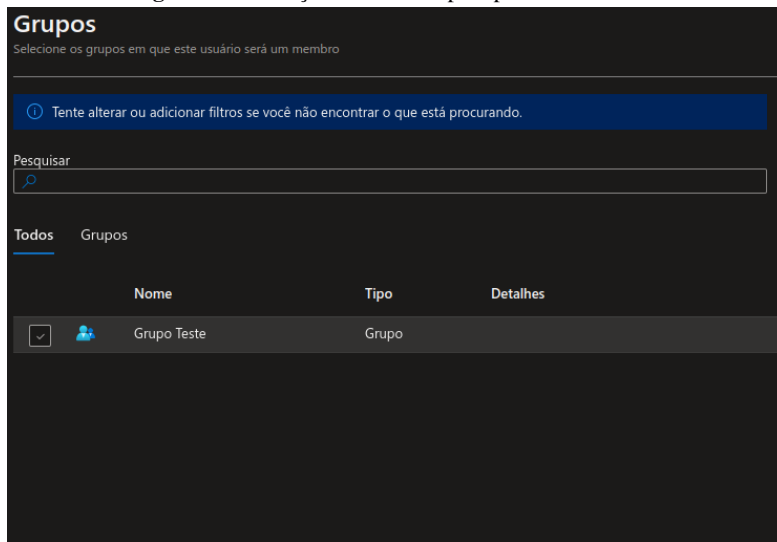 Grupos
Selecione os grupos em que este usuário será um membro
Tente alterar ou adicionar filtros se você não encontrar o que está procurando.
Pesquisar
Todos Grupos
Nome Tipo Detalhes
Grupo Teste Grupo